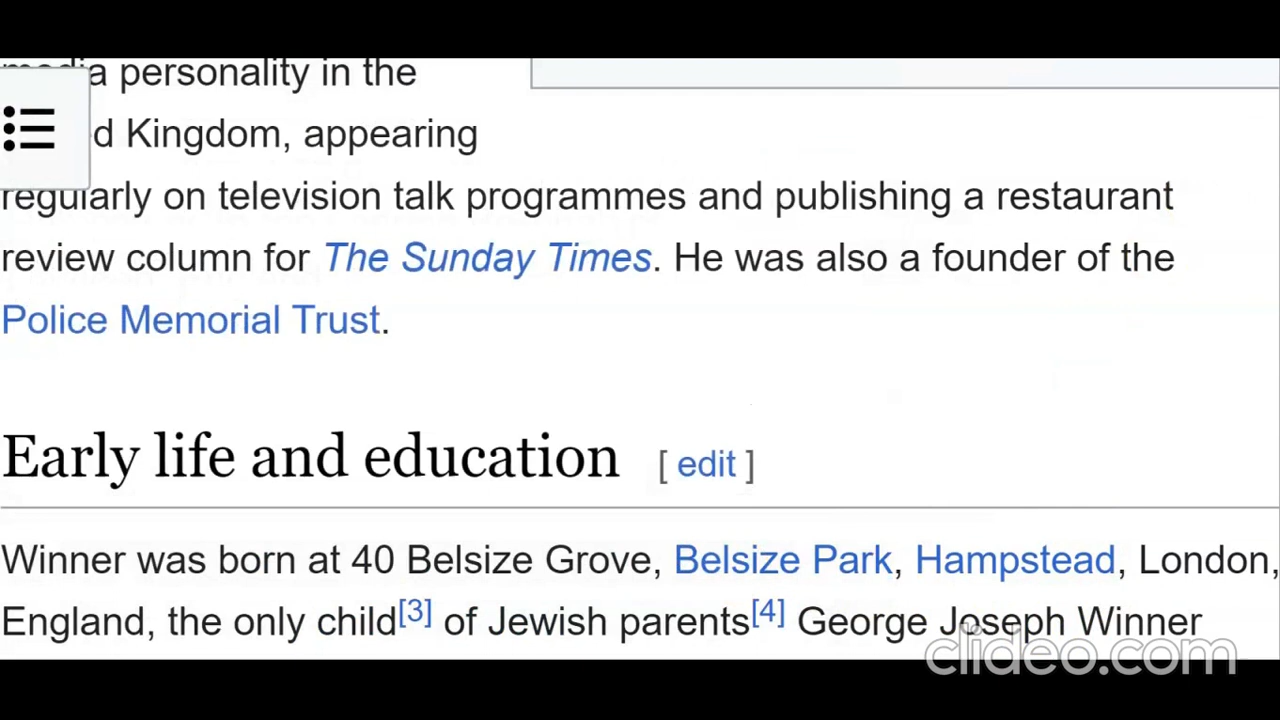 media personality in the
d Kingdom, appearing
regularly on television talk programmes and publishing a restaurant
review column for The Sunday Times. He was also a founder of the
Police Memorial Trust.
Early life and education [ edit ]
Winner was born at 40 Belsize Grove, Belsize Park, Hampstead, London,
England, the only child[3] of Jewish parents[4] George Joseph Winner
clideo.com